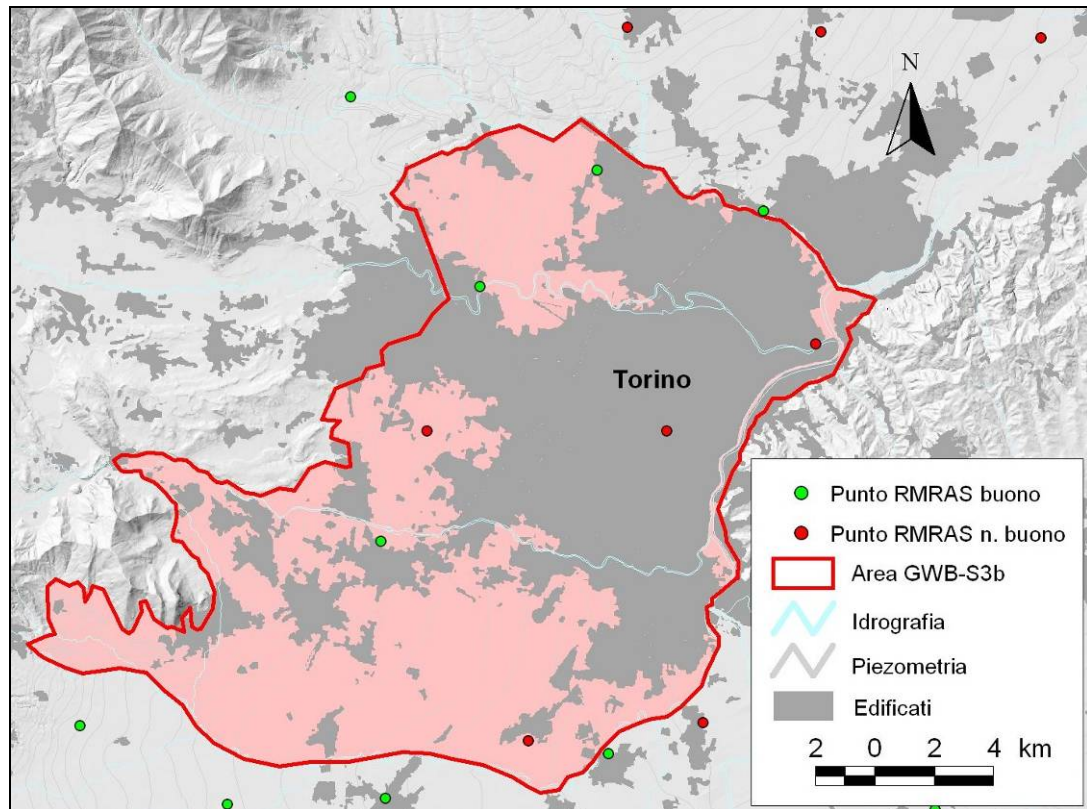 N
Torino
Punto RMRAS buono
Punto RMRAS n. buono
Area GWB-S3b
Idrografia
Piezometria
Edificati
2 0 2 4 km